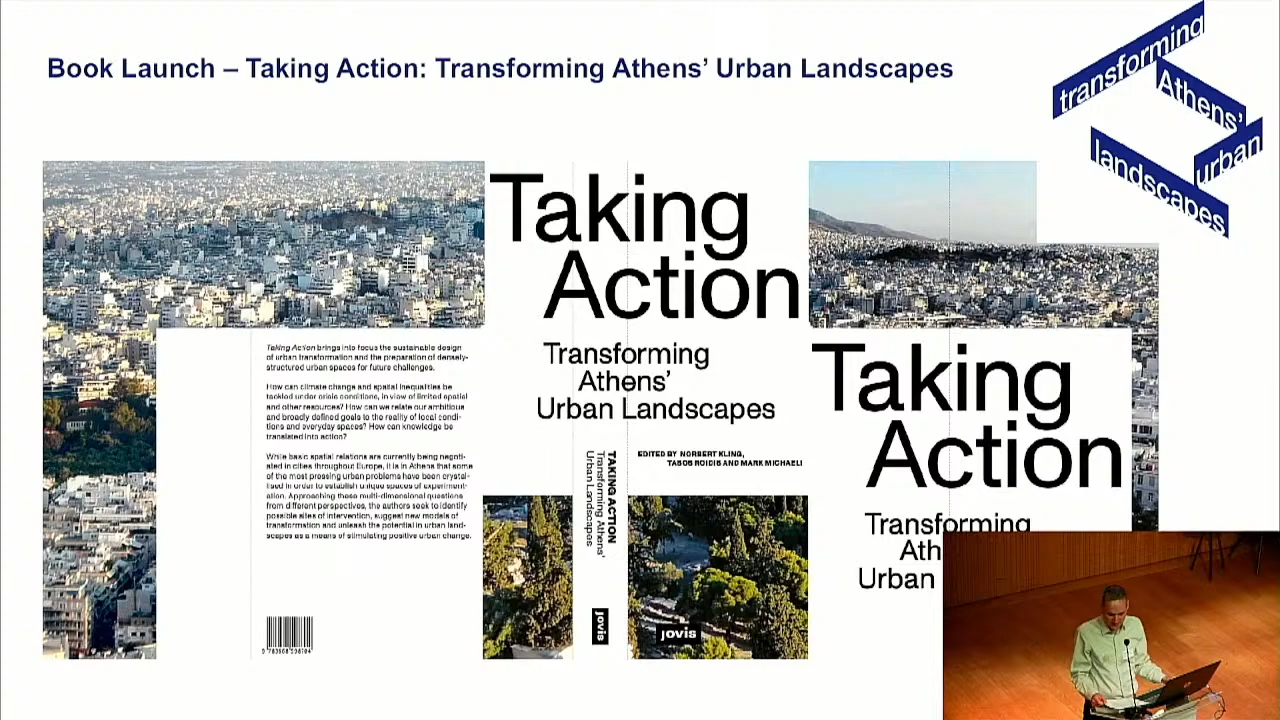 Book Launch – Taking Action: Transforming Athens’ Urban Landscapes
transforming
Athens’
urban
landscapes
Taking
Action
Transforming
Athens’
Urban Landscapes
Taking Action brings into focus the sustainable design
of urban transformation and the preparation of densely-
structured urban spaces for future challenges.
How can climate change and spatial inequalities be
tackled under crisis conditions, in view of limited spatial
and other resources? How can we relate our ambitious
and broadly defined goals to the reality of local condi-
tions and everyday spaces? How can knowledge be
translated into action?
While basic spatial relations are currently being negoti-
ated in cities throughout Europe, it is in Athens that some
of the most pressing urban problems have been crystal-
lised in order to establish unique spaces of experiment-
ation. Approaching these multi-dimensional questions
from different perspectives, the authors seek to identify
possible sites of intervention, suggest new models of
transformation and unleash the potential in urban land-
scapes as a means of stimulating positive urban change.
TAKING ACTION
Transforming Athens’
Urban Landscapes
jovis
EDITED BY NORBERT KLING,
TASOS ROIDIS AND MARK MICHAELI
jovis
Taking
Action
Transforming
Ath
Urban